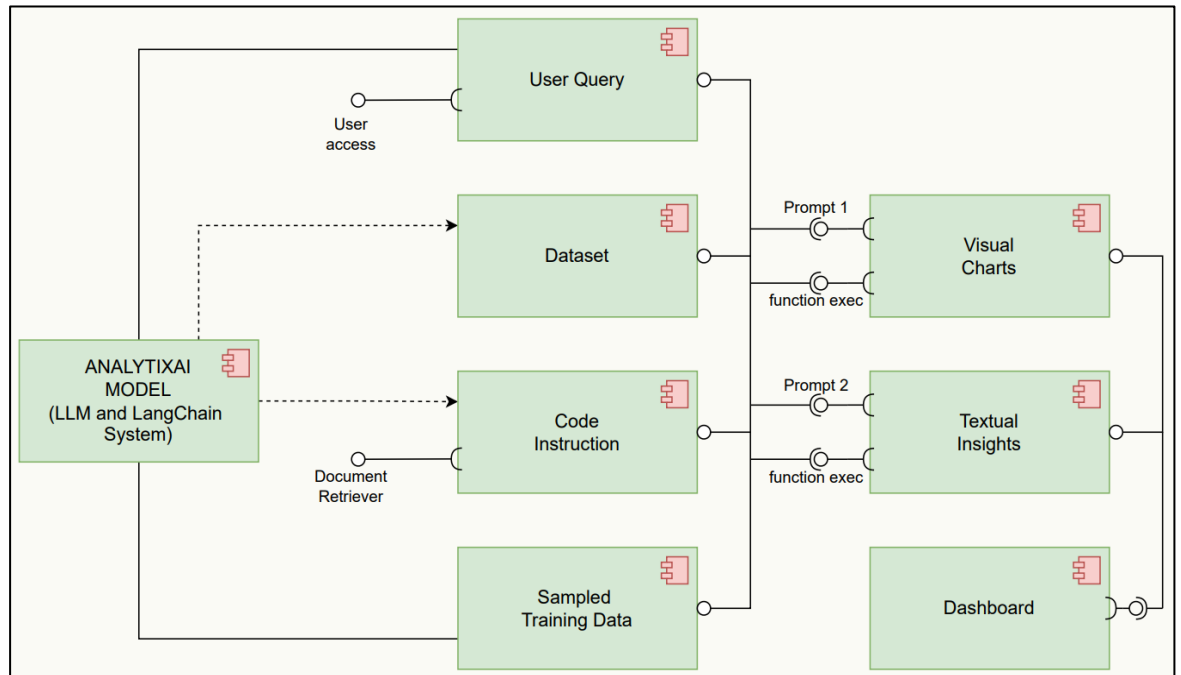 User Query
User
access
Dataset
Prompt 1
function exec
Visual
Charts
ANALYTIXAI
MODEL
(LLM and LangChain
System)
Code
Instruction
Document
Retriever
Prompt 2
function exec
Textual
Insights
Sampled
Training Data
Dashboard